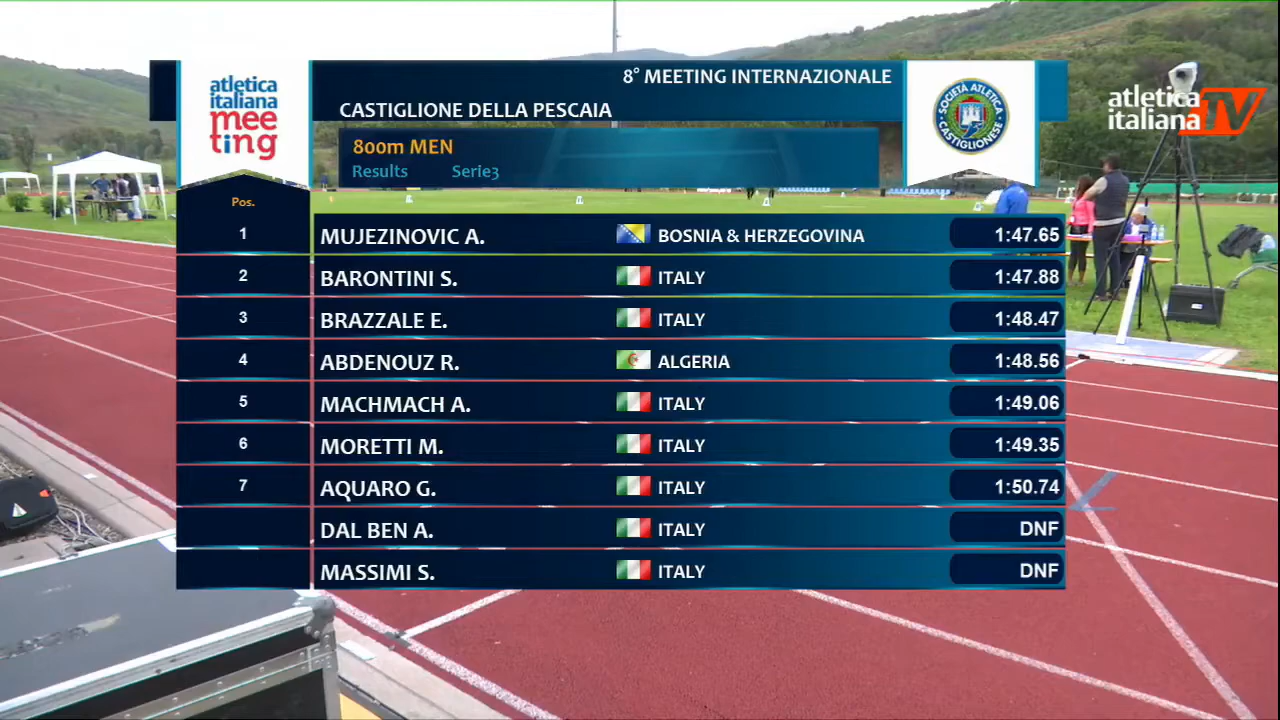 8° MEETING INTERNAZIONALE
CASTIGLIONE DELLA PESCAIA
atletica
italiana
mee
ting
SOCIETÀ ATLETICA
CASTIGLIONESE
atletica
italiana TV
800m MEN
Results Serie3
Pos.
1 MUJEZINOVIC A. BOSNIA & HERZEGOVINA 1:47.65
2 BARONTINI S. ITALY 1:47.88
3 BRAZZALE E. ITALY 1:48.47
4 ABDENOUZ R. ALGERIA 1:48.56
5 MACHMACH A. ITALY 1:49.06
6 MORETTI M. ITALY 1:49.35
7 AQUARO G. ITALY 1:50.74
DAL BEN A. ITALY DNF
MASSIMI S. ITALY DNF